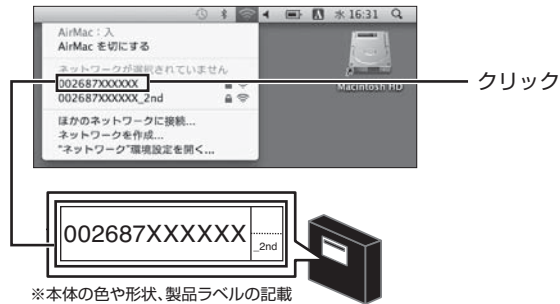 水 16:31
AirMac：入
AirMac を切にする
ネットワークが選択されていません
002687XXXXXX
002687XXXXXX_2nd
ほかのネットワークに接続...
ネットワークを作成...
“ネットワーク”環境設定を開く...
Macintosh HD
クリック
002687XXXXXX
_2nd
※本体の色や形状、製品ラベルの記載